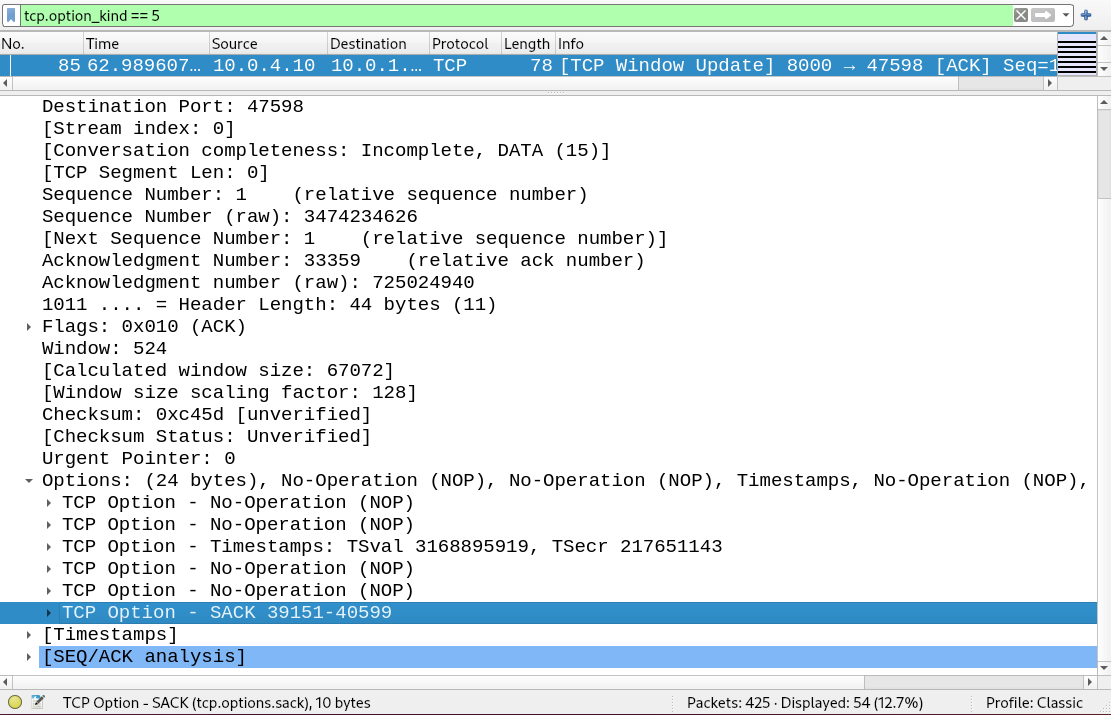 tcp.option_kind == 5
No. Time Source Destination Protocol Length Info
85 62.989607… 10.0.4.10 10.0.1.… TCP 78 [TCP Window Update] 8000 → 47598 [ACK] Seq=1
Destination Port: 47598
[Stream index: 0]
[Conversation completeness: Incomplete, DATA (15)]
[TCP Segment Len: 0]
Sequence Number: 1    (relative sequence number)
Sequence Number (raw): 3474234626
[Next Sequence Number: 1    (relative sequence number)]
Acknowledgment Number: 33359    (relative ack number)
Acknowledgment number (raw): 725024940
1011 .... = Header Length: 44 bytes (11)
Flags: 0x010 (ACK)
Window: 524
[Calculated window size: 67072]
[Window size scaling factor: 128]
Checksum: 0xc45d [unverified]
[Checksum Status: Unverified]
Urgent Pointer: 0
Options: (24 bytes), No-Operation (NOP), No-Operation (NOP), Timestamps, No-Operation (NOP),
TCP Option - No-Operation (NOP)
TCP Option - No-Operation (NOP)
TCP Option - Timestamps: TSval 3168895919, TSecr 217651143
TCP Option - No-Operation (NOP)
TCP Option - No-Operation (NOP)
TCP Option - SACK 39151-40599
[Timestamps]
[SEQ/ACK analysis]
TCP Option - SACK (tcp.options.sack), 10 bytes Packets: 425 · Displayed: 54 (12.7%) Profile: Classic